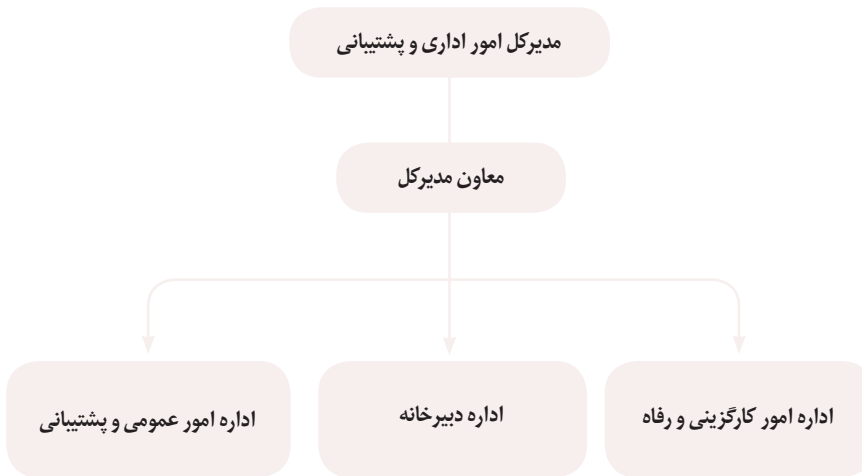 مدیرکل امور اداری و پشتیبانی
معاون مدیرکل
اداره امور کارگزینی و رفاه
اداره دبیرخانه
اداره امور عمومی و پشتیبانی